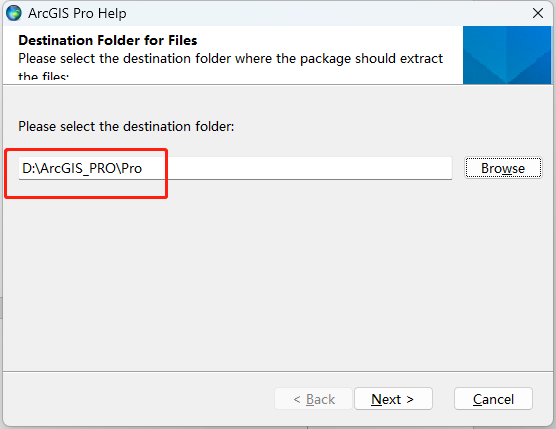 ArcGIS Pro Help
Destination Folder for Files
Please select the destination folder where the package should extract
the files:
Please select the destination folder:
D:\ArcGIS_PRO\Pro
Browse
< Back
Next >
Cancel